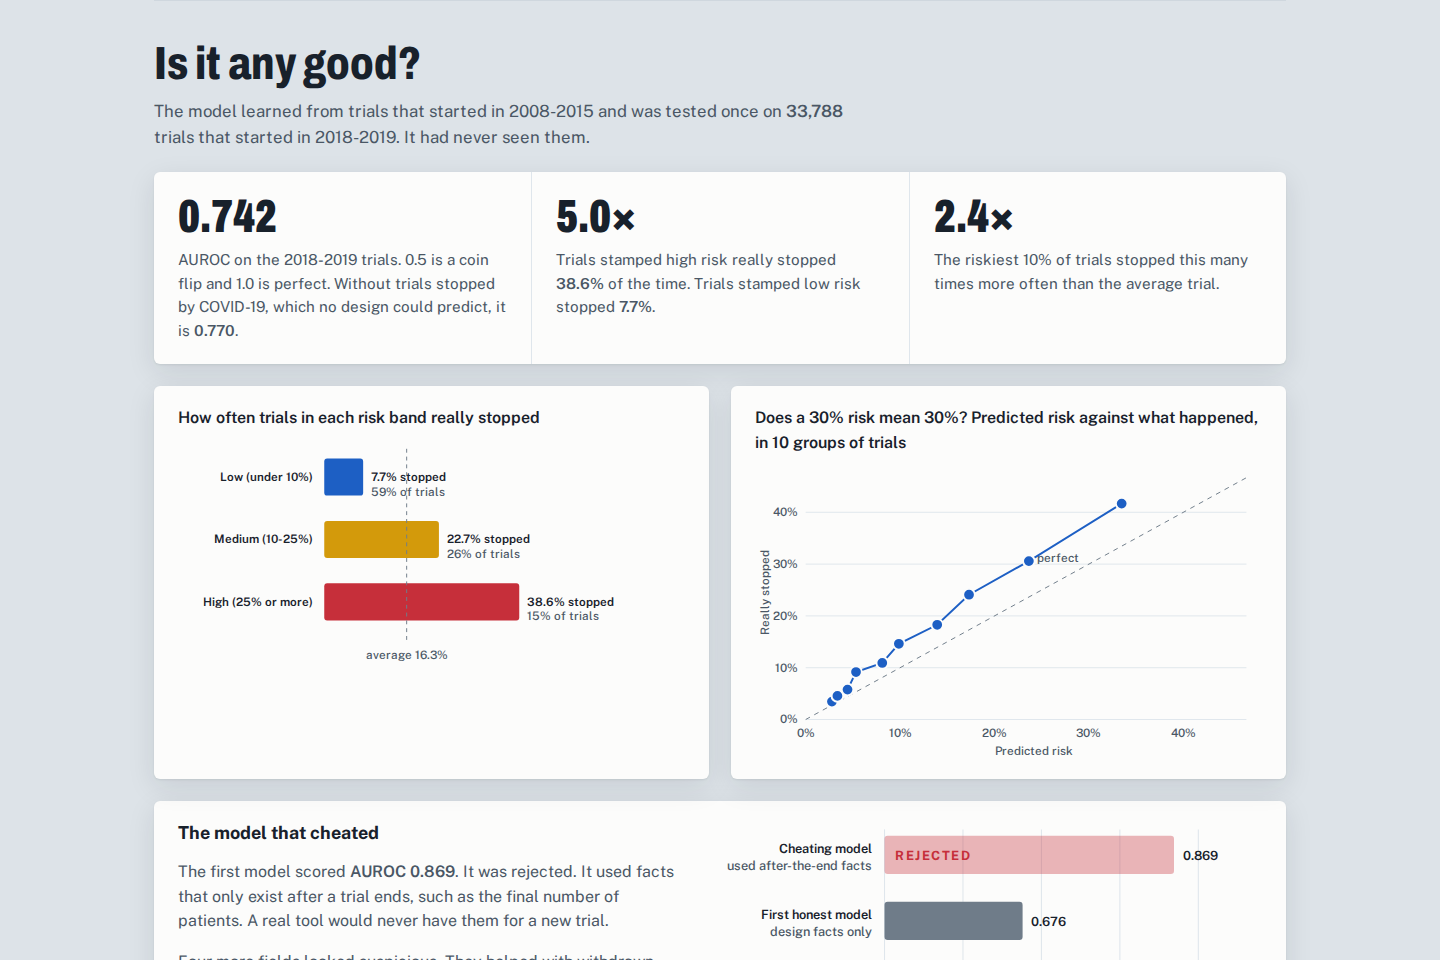 Is it any good?
The model learned from trials that started in 2008-2015 and was tested once on 33,788
trials that started in 2018-2019. It had never seen them.
0.742
AUROC on the 2018-2019 trials. 0.5 is a coin
flip and 1.0 is perfect. Without trials stopped
by COVID-19, which no design could predict, it
is 0.770.
5.0×
Trials stamped high risk really stopped
38.6% of the time. Trials stamped low risk
stopped 7.7%.
2.4×
The riskiest 10% of trials stopped this many
times more often than the average trial.
How often trials in each risk band really stopped
Low (under 10%)
7.7% stopped
59% of trials
Medium (10-25%)
22.7% stopped
26% of trials
High (25% or more)
38.6% stopped
15% of trials
average 16.3%
Does a 30% risk mean 30%? Predicted risk against what happened,
in 10 groups of trials
Really stopped
40%
30%
20%
10%
0%
perfect
0%
10%
20%
30%
40%
Predicted risk
The model that cheated
The first model scored AUROC 0.869. It was rejected. It used facts
that only exist after a trial ends, such as the final number of
patients. A real tool would never have them for a new trial.
Four more fields looked suspicious. They helped with withdrawn
Cheating model
used after-the-end facts
REJECTED
0.869
First honest model
design facts only
0.676